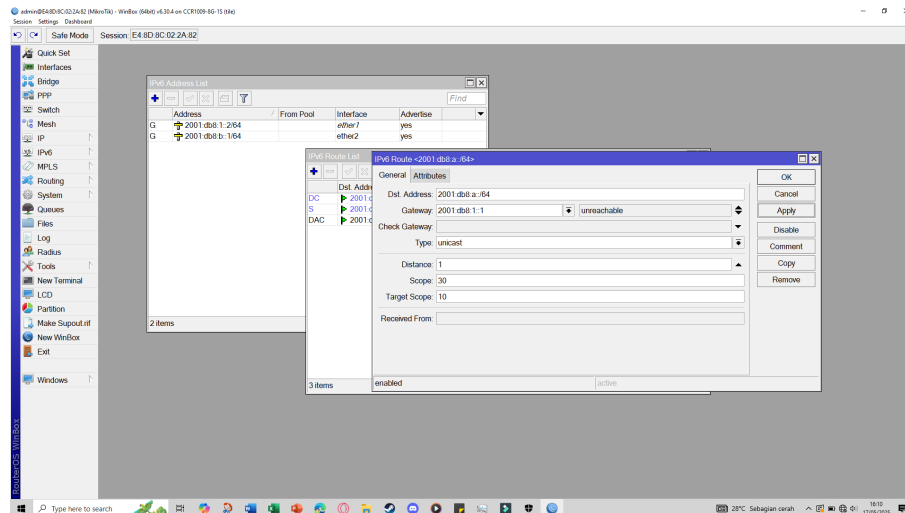 admin@E4:8D:8C:02:2A:82 (MikroTik) - WinBox (64bit) v6.30.4 on CCR1009-8G-1S (tile)
Session Settings Dashboard
Safe Mode Session: E4:8D:8C:02:2A:82
Quick Set
Interfaces
Bridge
PPP
Switch
Mesh
IP
IPv6
MPLS
Routing
System
Queues
Files
Log
Radius
Tools
New Terminal
LCD
Partition
Make Supout.rif
New WinBox
Exit
Windows
RouterOS WinBox
IPv6 Address List
Find
Address From Pool Interface Advertise
G 2001:db8:1::2/64 ether1 yes
G 2001:db8:b::1/64 ether2 yes
2 items
IPv6 Route List
Dst. Addre
DC 2001:c
S 2001:c
DAC 2001:c
3 items
IPv6 Route <2001:db8:a::/64>
General Attributes
Dst. Address: 2001:db8:a::/64
Gateway: 2001:db8:1::1 unreachable
Check Gateway:
Type: unicast
Distance: 1
Scope: 30
Target Scope: 10
Received From:
enabled active
OK
Cancel
Apply
Disable
Comment
Copy
Remove
Type here to search
28°C Sebagian cerah
16:10
17/05/2025